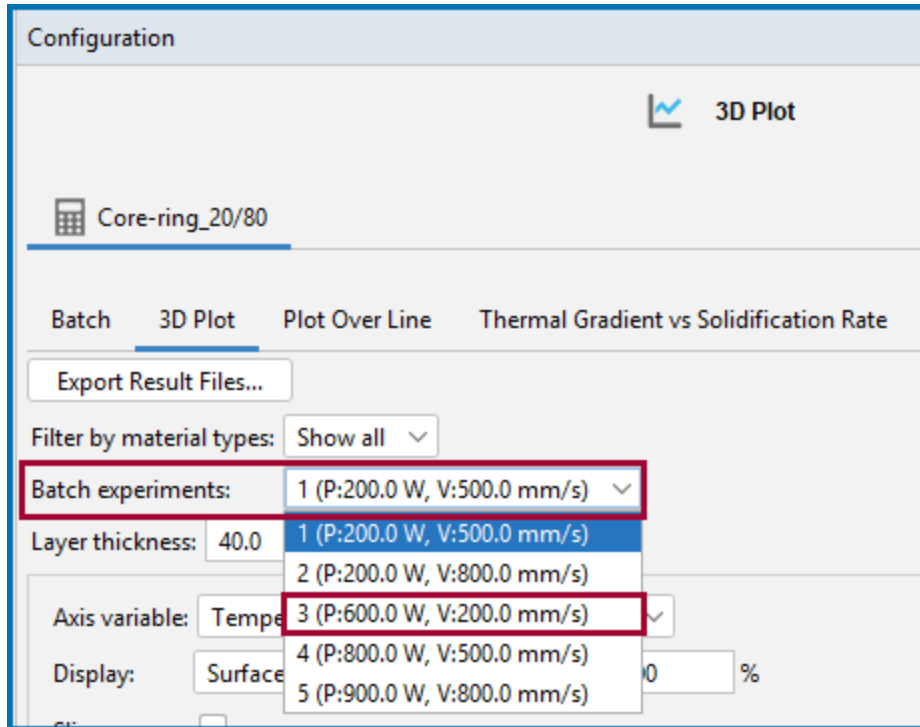 Configuration
3D Plot
Core-ring_20/80
Batch 3D Plot Plot Over Line Thermal Gradient vs Solidification Rate
Export Result Files...
Filter by material types: Show all
Batch experiments: 1 (P:200.0 W, V:500.0 mm/s)
Layer thickness: 40.0
1 (P:200.0 W, V:500.0 mm/s)
2 (P:200.0 W, V:800.0 mm/s)
Axis variable:
3 (P:600.0 W, V:200.0 mm/s)
4 (P:800.0 W, V:500.0 mm/s)
Display: Surface %
5 (P:900.0 W, V:800.0 mm/s)